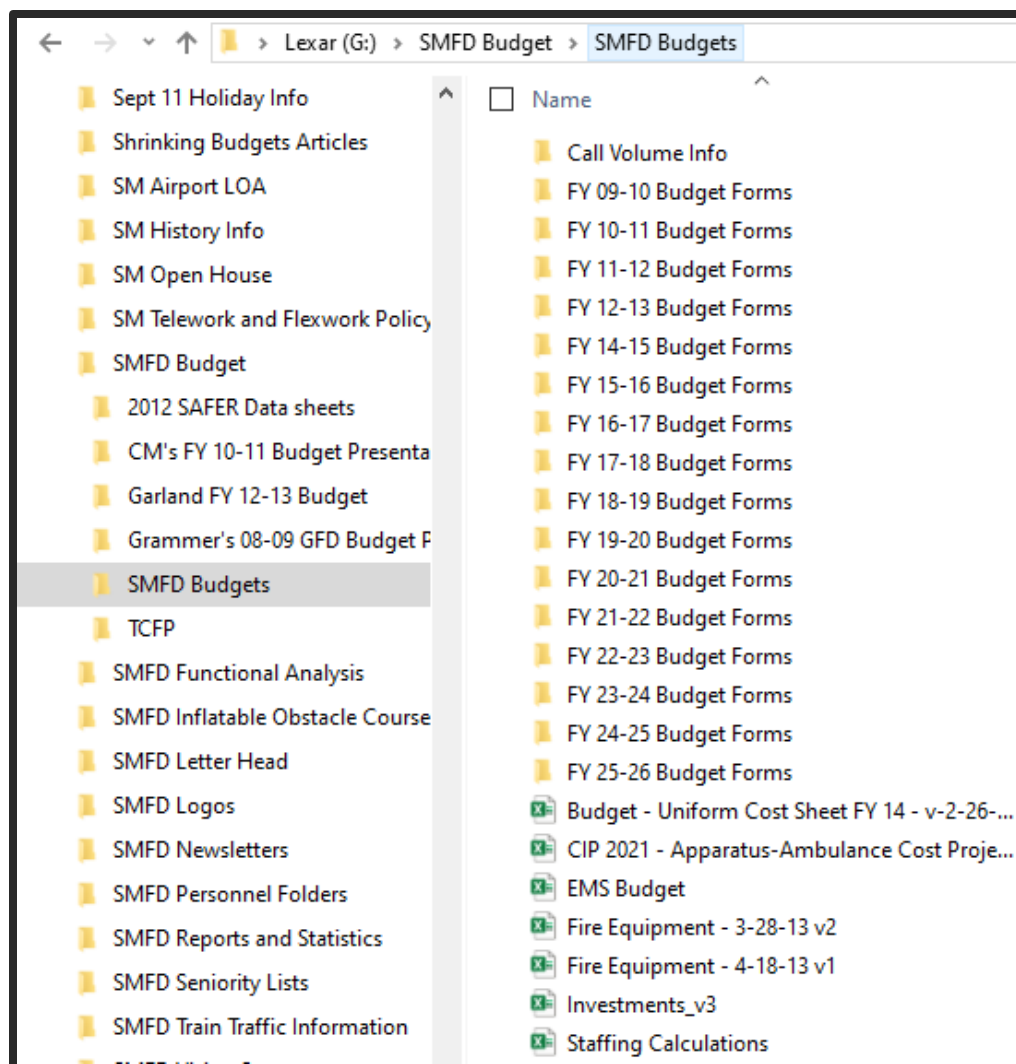 Lexar (G:) > SMFD Budget > SMFD Budgets
Sept 11 Holiday Info
Shrinking Budgets Articles
SM Airport LOA
SM History Info
SM Open House
SM Telework and Flexwork Policy
SMFD Budget
2012 SAFER Data sheets
CM's FY 10-11 Budget Presenta
Garland FY 12-13 Budget
Grammer's 08-09 GFD Budget P
SMFD Budgets
TCFP
SMFD Functional Analysis
SMFD Inflatable Obstacle Course
SMFD Letter Head
SMFD Logos
SMFD Newsletters
SMFD Personnel Folders
SMFD Reports and Statistics
SMFD Seniority Lists
SMFD Train Traffic Information
Name
Call Volume Info
FY 09-10 Budget Forms
FY 10-11 Budget Forms
FY 11-12 Budget Forms
FY 12-13 Budget Forms
FY 14-15 Budget Forms
FY 15-16 Budget Forms
FY 16-17 Budget Forms
FY 17-18 Budget Forms
FY 18-19 Budget Forms
FY 19-20 Budget Forms
FY 20-21 Budget Forms
FY 21-22 Budget Forms
FY 22-23 Budget Forms
FY 23-24 Budget Forms
FY 24-25 Budget Forms
FY 25-26 Budget Forms
Budget - Uniform Cost Sheet FY 14 - v-2-26-...
CIP 2021 - Apparatus-Ambulance Cost Proje...
EMS Budget
Fire Equipment - 3-28-13 v2
Fire Equipment - 4-18-13 v1
Investments_v3
Staffing Calculations